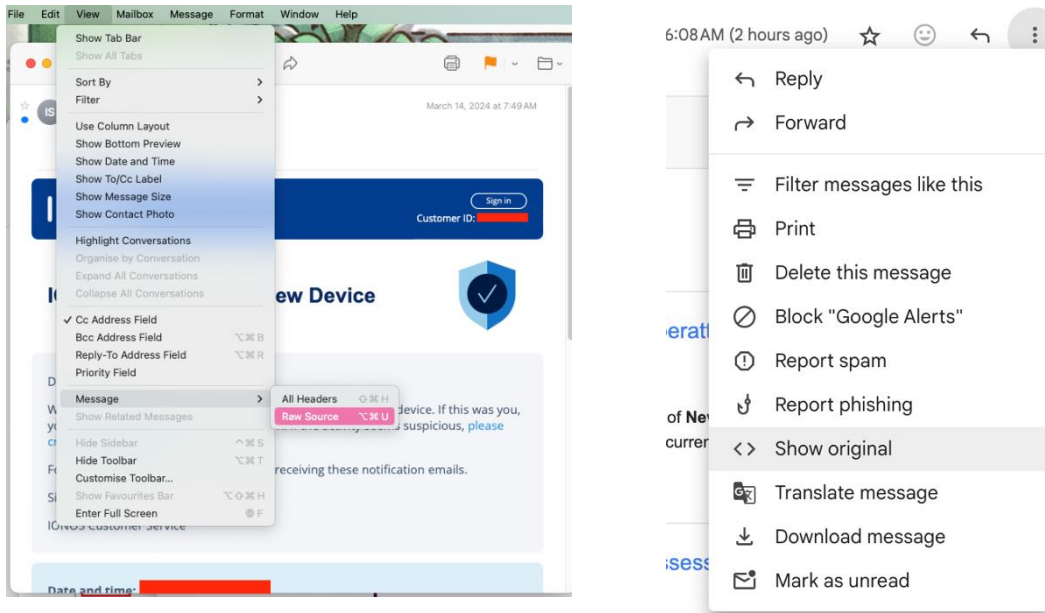 File Edit View Mailbox Message Format Window Help
Show Tab Bar
Show All Tabs
Sort By
Filter
Use Column Layout
Show Bottom Preview
Show Date and Time
Show To/Cc Label
Show Message Size
Show Contact Photo
Highlight Conversations
Organise by Conversation
Expand All Conversations
Collapse All Conversations
✓ Cc Address Field
Bcc Address Field ⌥⌘B
Reply-To Address Field ⌥⌘R
Priority Field
Message
Show Related Messages
Hide Sidebar ^⌘S
Hide Toolbar ⌥⌘T
Customise Toolbar...
Show Favourites Bar ⌥⇧⌘H
Enter Full Screen F
All Headers ⇧⌘H
Raw Source ⌥⌘U
IS
March 14, 2024 at 7:49 AM
Sign in
Customer ID:
ew Device
device. If this was you,
suspicious, please
receiving these notification emails.
IONOS Customer Service
Date and time:
6:08 AM (2 hours ago)
Reply
Forward
Filter messages like this
Print
Delete this message
Block "Google Alerts"
Report spam
Report phishing
Show original
Translate message
Download message
Mark as unread
of New